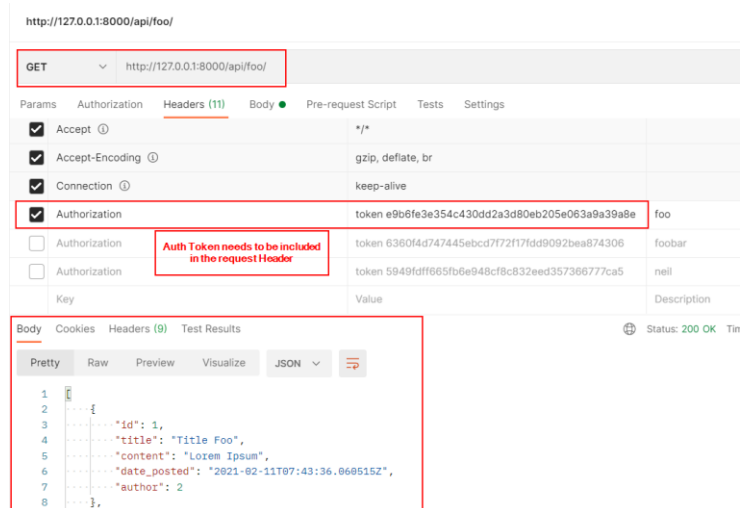 http://127.0.0.1:8000/api/foo/
GET http://127.0.0.1:8000/api/foo/
Params Authorization Headers (11) Body Pre-request Script Tests Settings
Accept */*
Accept-Encoding gzip, deflate, br
Connection keep-alive
Authorization token e9b6fe3e354c430dd2a3d80eb205e063a9a39a8e foo
Authorization token 6360f4d747445ebcd7f72f17fdd9092bea874306 foobar
Authorization token 5949fdff665fb6e948cf8c832eed357366777ca5 neil
Auth Token needs to be included
in the request Header
Key Value Description
Body Cookies Headers (9) Test Results Status: 200 OK Tim
Pretty Raw Preview Visualize JSON
1 [
2 {
3 "id": 1,
4 "title": "Title Foo",
5 "content": "Lorem Ipsum",
6 "date_posted": "2021-02-11T07:43:36.060515Z",
7 "author": 2
8 },